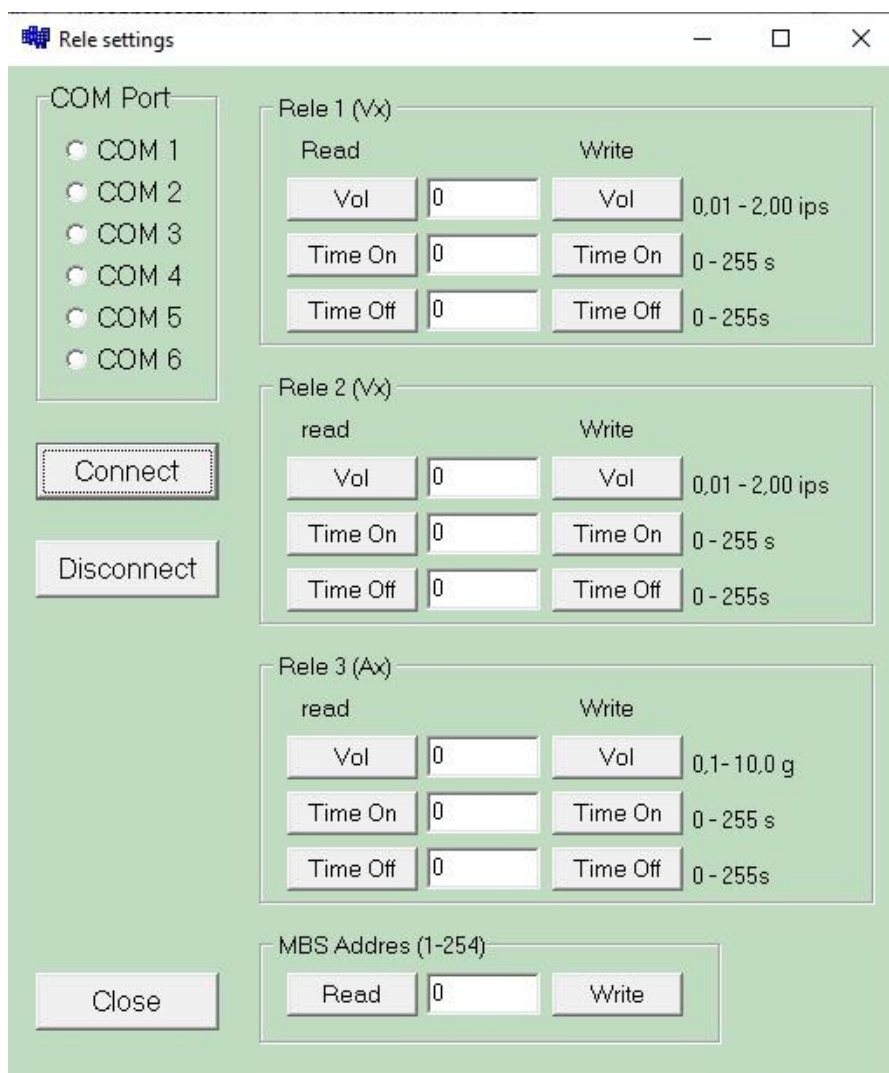 Rele settings
COM Port
COM 1
COM 2
COM 3
COM 4
COM 5
COM 6
Connect
Disconnect
Close
Rele 1 (Vx)
Read Write
Vol 0 Vol 0,01 - 2,00 ips
Time On 0 Time On 0 - 255 s
Time Off 0 Time Off 0 - 255s
Rele 2 (Vx)
read Write
Vol 0 Vol 0,01 - 2,00 ips
Time On 0 Time On 0 - 255 s
Time Off 0 Time Off 0 - 255s
Rele 3 (Ax)
read Write
Vol 0 Vol 0,1- 10,0 g
Time On 0 Time On 0 - 255 s
Time Off 0 Time Off 0 - 255s
MBS Addres (1-254)
Read 0 Write